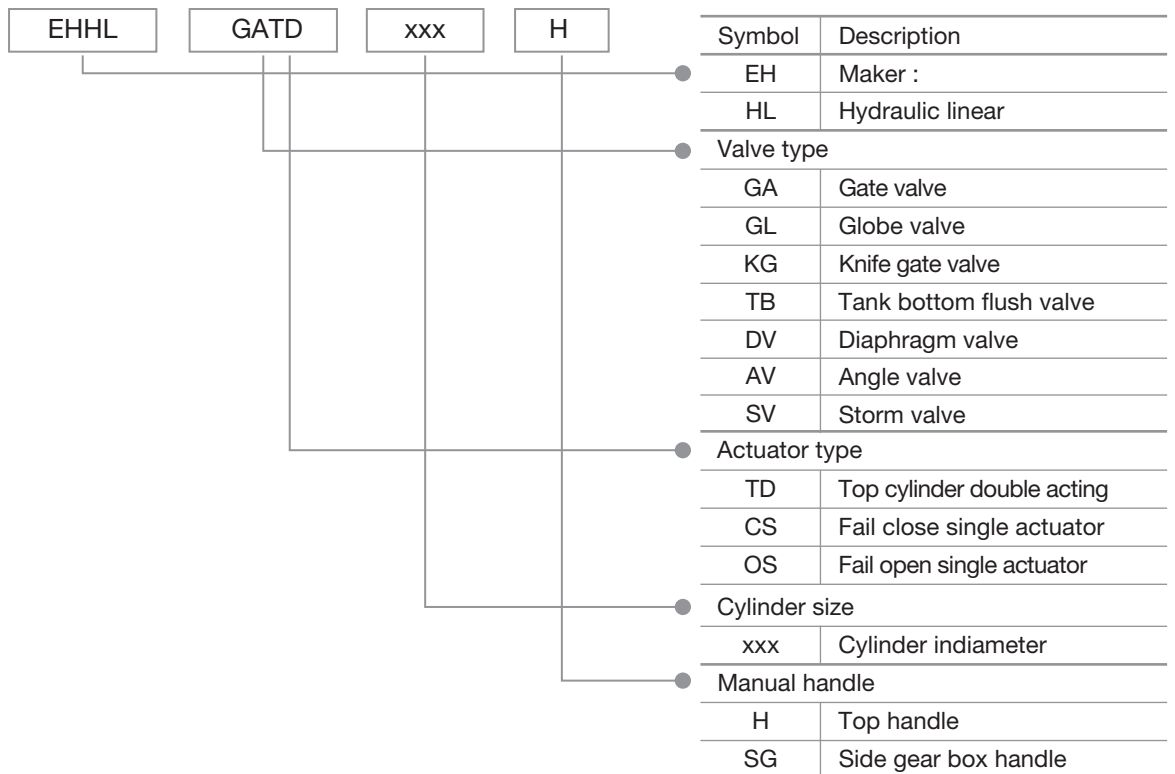 EHHL GATD xxx H
Symbol Description
EH Maker :
HL Hydraulic linear
Valve type
GA Gate valve
GL Globe valve
KG Knife gate valve
TB Tank bottom flush valve
DV Diaphragm valve
AV Angle valve
SV Storm valve
Actuator type
TD Top cylinder double acting
CS Fail close single actuator
OS Fail open single actuator
Cylinder size
xxx Cylinder indiameter
Manual handle
H Top handle
SG Side gear box handle